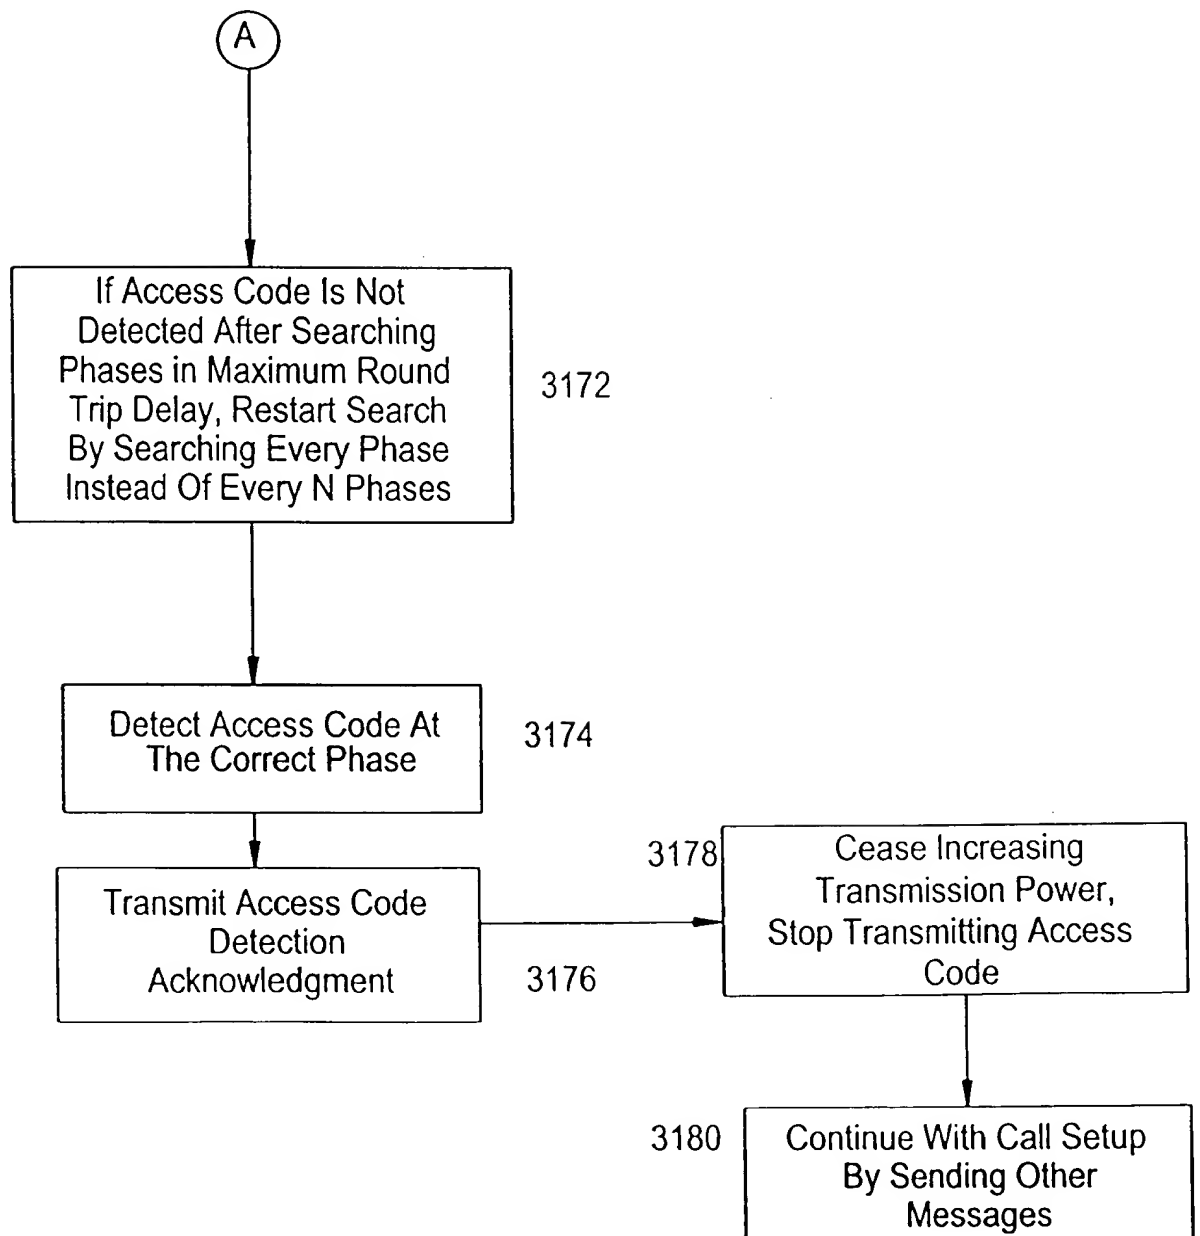 A
If Access Code Is Not
Detected After Searching
Phases in Maximum Round
Trip Delay, Restart Search
By Searching Every Phase
Instead Of Every N Phases
3172
Detect Access Code At
The Correct Phase
3174
Transmit Access Code
Detection
Acknowledgment
3176
3178
Cease Increasing
Transmission Power,
Stop Transmitting Access
Code
3180
Continue With Call Setup
By Sending Other
Messages